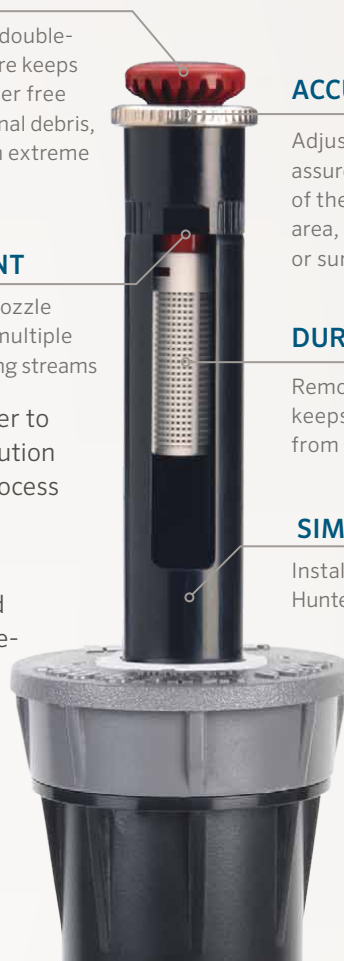 double-
re keeps
er free
nal debris,
extreme
NT
ozzle
multiple
ng streams
er to
ution
ocess
d
e-
ACCU
Adjus
assure
of the
area,
or sur
DUR
Remo
keeps
from
SIM
Instal
Hunte